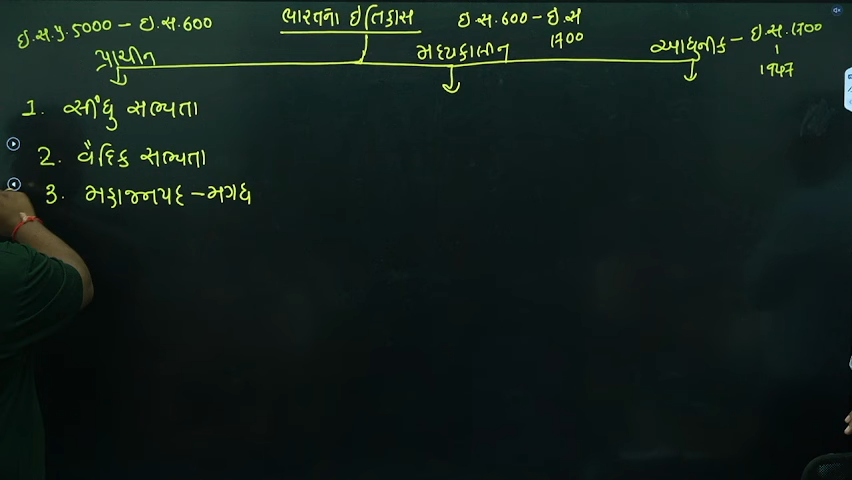 ભારતના ઇતિહાસ
ઇ.સ.પુ.5000 – ઇ.સ.600
પ્રાચીન
ઇ.સ.600 – ઇ.સ
1700
મધ્યકાલીન
આધુનીક – ઇ.સ.1700
1947
1. સીંધુ સભ્યતા
2. વૈદિક સભ્યતા
3. મહાજનપદ – મગધ